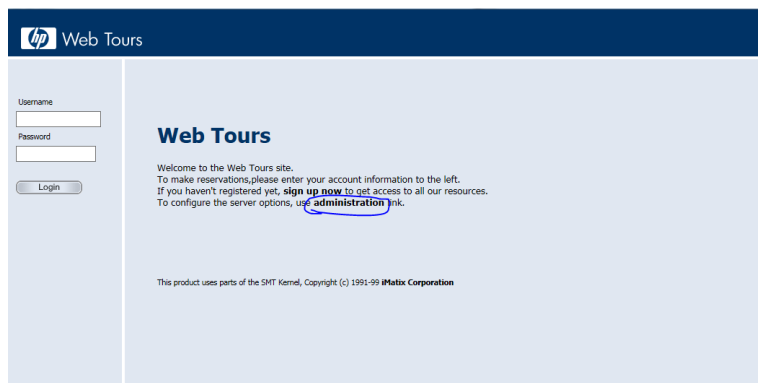 hp Web Tours
Username
Password
Login
Web Tours
Welcome to the Web Tours site.
To make reservations,please enter your account information to the left.
If you haven't registered yet, sign up now to get access to all our resources.
To configure the server options, use administration link.
This product uses parts of the SMT Kernel, Copyright (c) 1991-99 iMatix Corporation